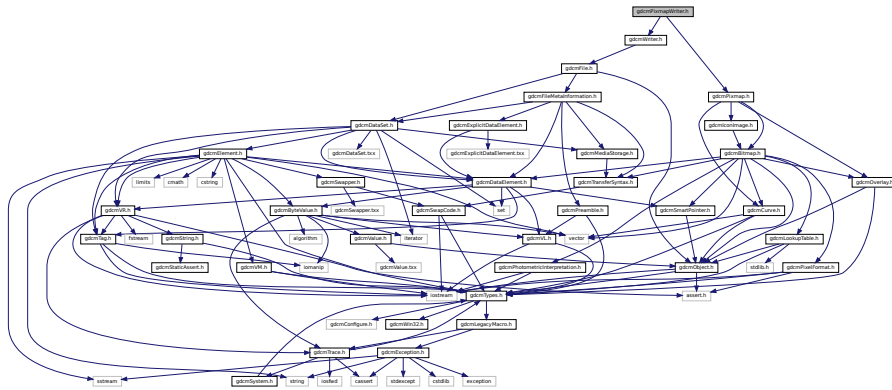 gdcmPixmapWriter.h
gdcmWriter.h
gdcmFile.h
gdcmFileMetaInformation.h
gdcmPixmap.h
gdcmDataSet.h
gdcmExplicitDataElement.h
gdcmIconImage.h
gdcmElement.h
gdcmDataSet.txx
gdcmExplicitDataElement.txx
gdcmMediaStorage.h
gdcmBitmap.h
limits
cmath
cstring
gdcmSwapper.h
gdcmDataElement.h
gdcmTransferSyntax.h
gdcmOverlay.h
gdcmVR.h
gdcmByteValue.h
gdcmSwapper.txx
gdcmSwapCode.h
set
gdcmPreamble.h
gdcmSmartPointer.h
gdcmCurve.h
gdcmTag.h
fstream
gdcmString.h
algorithm
gdcmValue.h
iterator
gdcmVL.h
vector
gdcmLookupTable.h
gdcmStaticAssert.h
gdcmVM.h
iomanip
gdcmValue.txx
gdcmPhotometricInterpretation.h
gdcmObject.h
stdlib.h
gdcmPixelFormat.h
iostream
gdcmTypes.h
assert.h
gdcmConfigure.h
gdcmWin32.h
gdcmLegacyMacro.h
gdcmTrace.h
gdcmException.h
sstream
gdcmSystem.h
string
iosfwd
cassert
stdexcept
cstdlib
exception